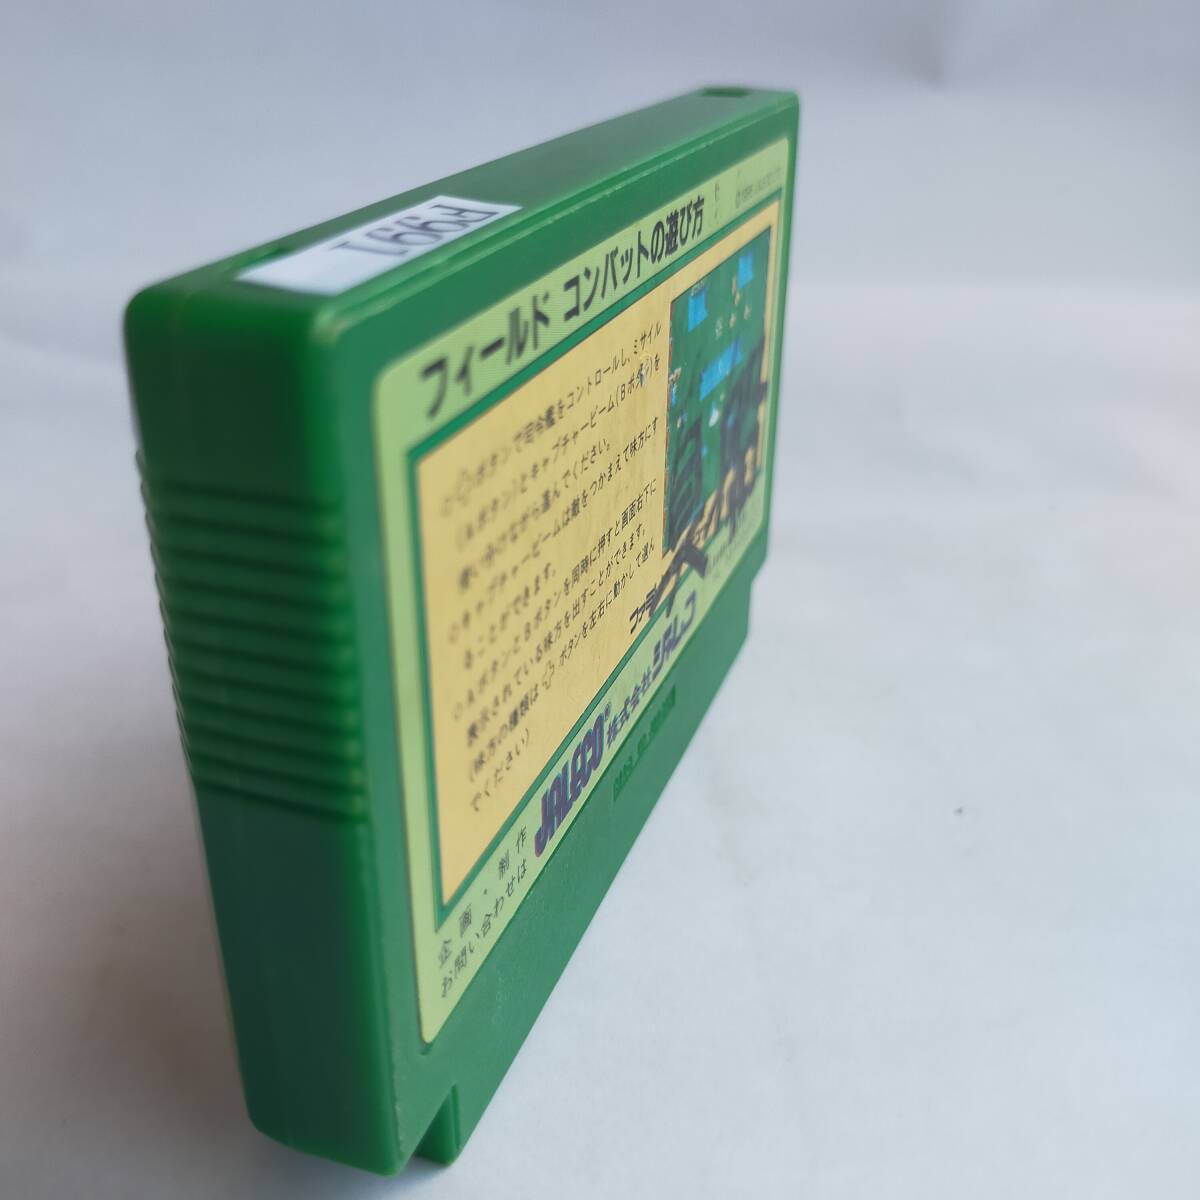 F991
フィールド コンバットの遊び方
○ボタンで司令艦をコントロールし、ミサイル
(Aボタン)とキャプチャービーム(Bボタン)を
使い分けながら進んでください。
○キャプチャービームは敵をつかまえて味方にす
ることができます。
○AボタンとBボタンを同時に押すと画面右下に
表示されている味方を出すことができます。
(味方の種類は ボタンを左右に動かして選ん
でください)
企画・制作
お問い合わせは
JALECO® 株式会社ジャレコ